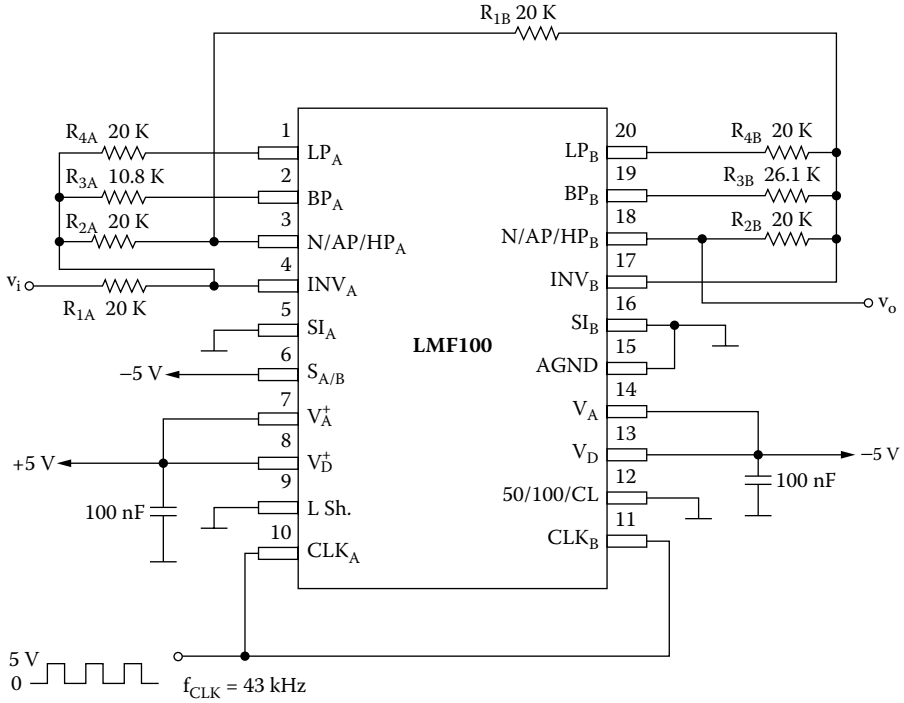 R1B 20 K
R4A 20 K
R3A 10.8 K
R2A 20 K
vi
R1A 20 K
−5 V
+5 V
100 nF
1
LPA
2
BPA
3
N/AP/HPA
4
INVA
5
SIA
6
SA/B
7
V+A
8
V+D
9
L Sh.
10
CLKA
LMF100
20
LPB
19
BPB
18
N/AP/HPB
17
INVB
16
SIB
15
AGND
14
VA
13
VD
12
50/100/CL
11
CLKB
R4B 20 K
R3B 26.1 K
R2B 20 K
vo
−5 V
100 nF
5 V
0
fCLK = 43 kHz